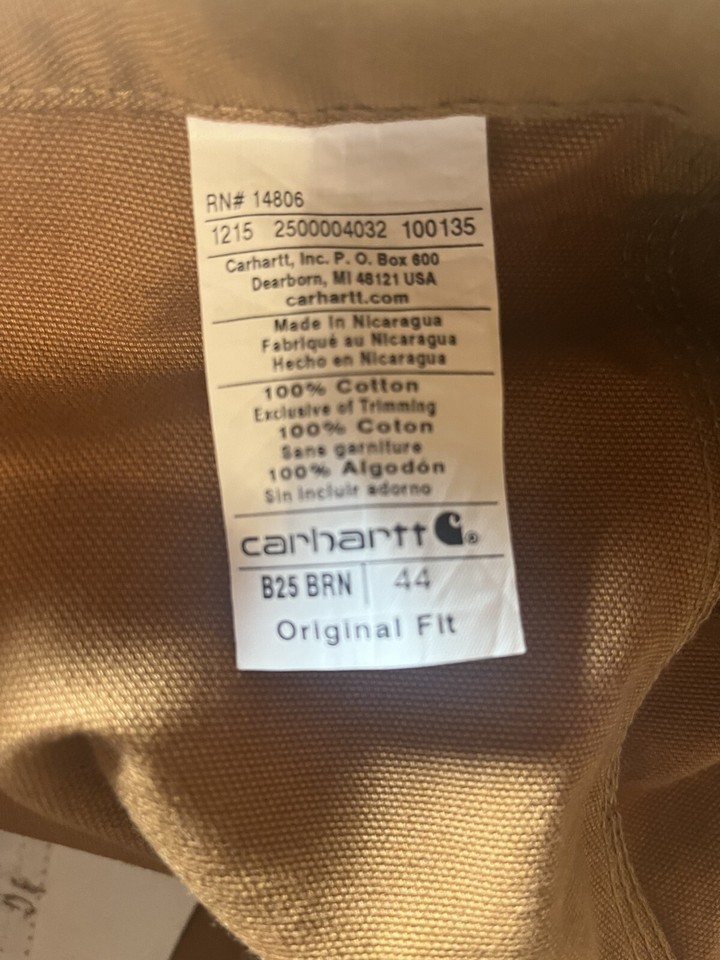 RN# 14806
1215 2500004032 100135
Carhartt, Inc. P. O. Box 600
Dearborn, MI 48121 USA
carhartt.com
Made in Nicaragua
Fabriqué au Nicaragua
Hecho en Nicaragua
100% Cotton
Exclusive of Trimming
100% Coton
Sans garniture
100% Algodón
Sin incluir adorno
carhartt ®
B25 BRN 44
Original Fit